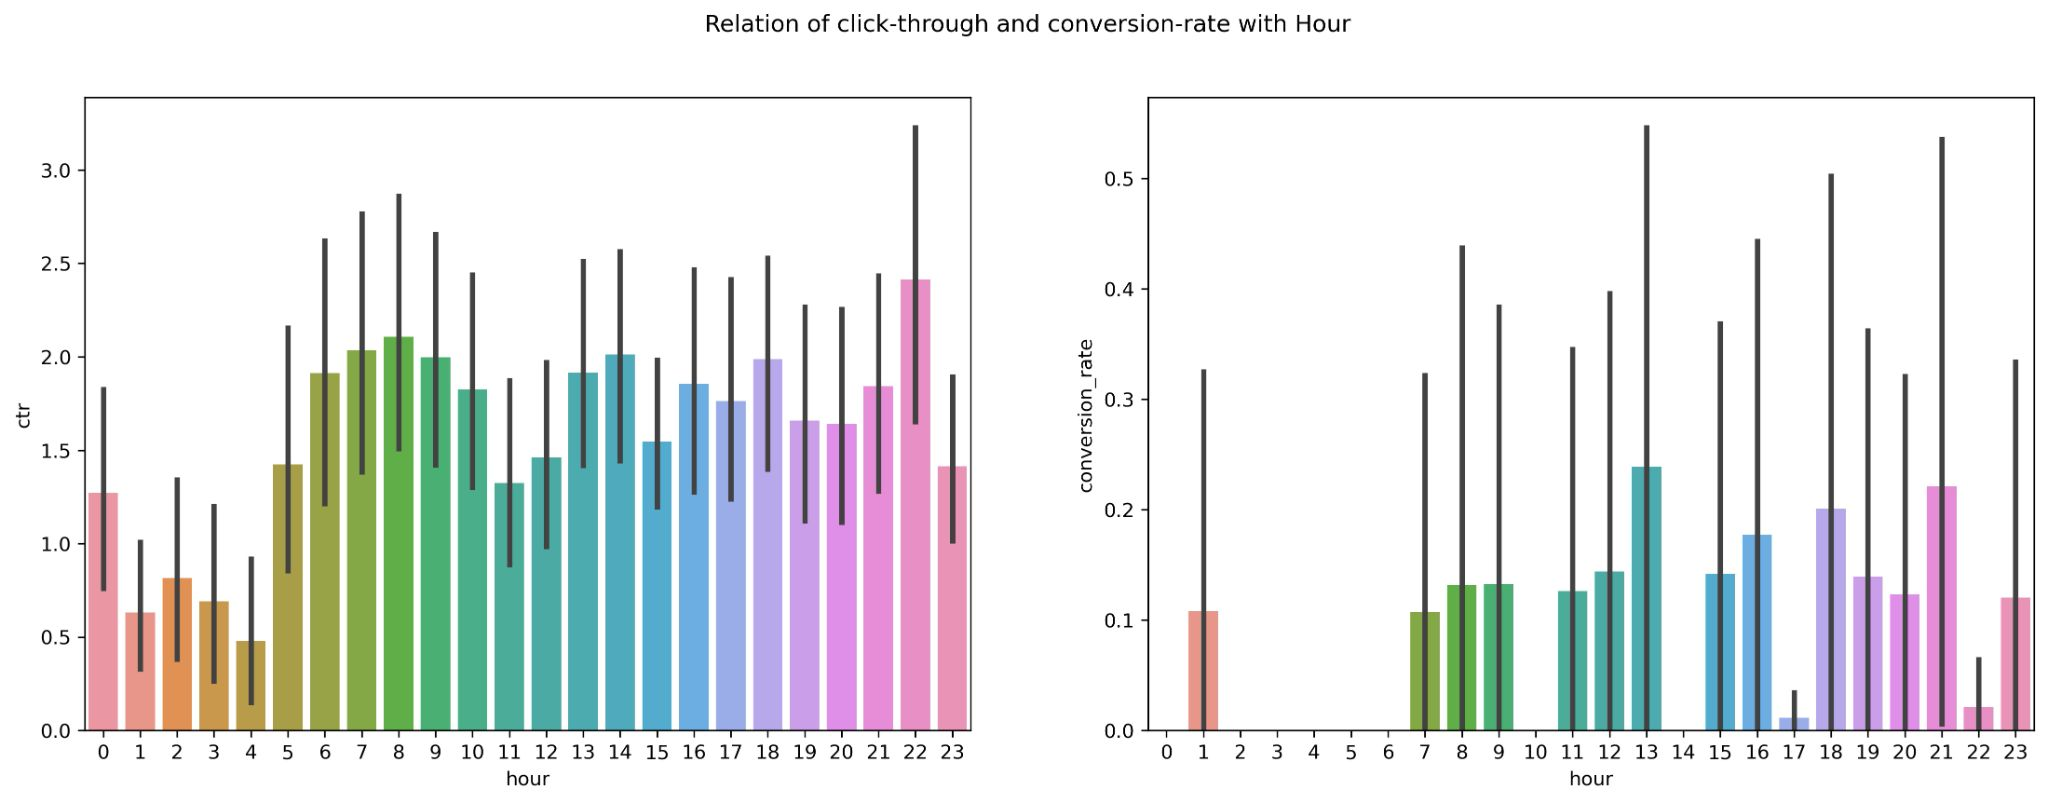 Relation of click-through and conversion-rate with Hour
ctr
3.0
2.5
2.0
1.5
1.0
0.5
0.0
0 1 2 3 4 5 6 7 8 9 10 11 12 13 14 15 16 17 18 19 20 21 22 23
hour
conversion_rate
0.5
0.4
0.3
0.2
0.1
0.0
0 1 2 3 4 5 6 7 8 9 10 11 12 13 14 15 16 17 18 19 20 21 22 23
hour